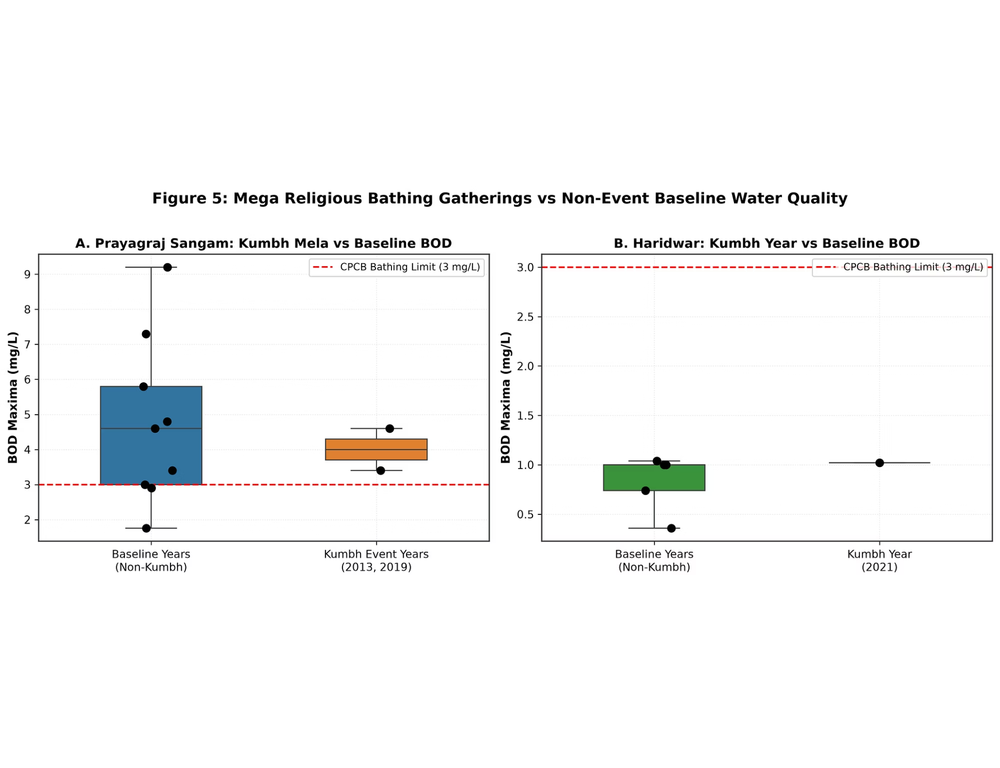 Figure 5: Mega Religious Bathing Gatherings vs Non-Event Baseline Water Quality
A. Prayagraj Sangam: Kumbh Mela vs Baseline BOD
CPCB Bathing Limit (3 mg/L)
BOD Maxima (mg/L)
9
8
7
6
5
4
3
2
Baseline Years
(Non-Kumbh)
Kumbh Event Years
(2013, 2019)
B. Haridwar: Kumbh Year vs Baseline BOD
CPCB Bathing Limit (3 mg/L)
BOD Maxima (mg/L)
3.0
2.5
2.0
1.5
1.0
0.5
Baseline Years
(Non-Kumbh)
Kumbh Year
(2021)